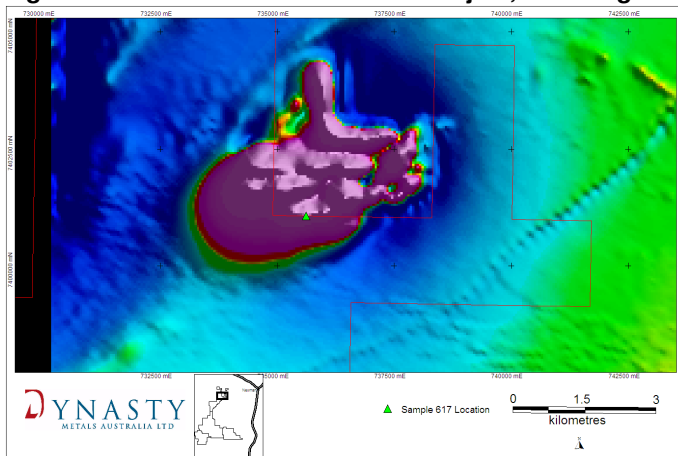 730000 mE 732500 mE 735000 mE 737500 mE 740000 mE 742500 mE
7405000 mN
7402500 mN
7400000 mN
732500 mE 735000 mE 737500 mE 740000 mE 742500 mE
DYNASTY
METALS AUSTRALIA LTD
Sample 617 Location
0 1.5 3
kilometres
N